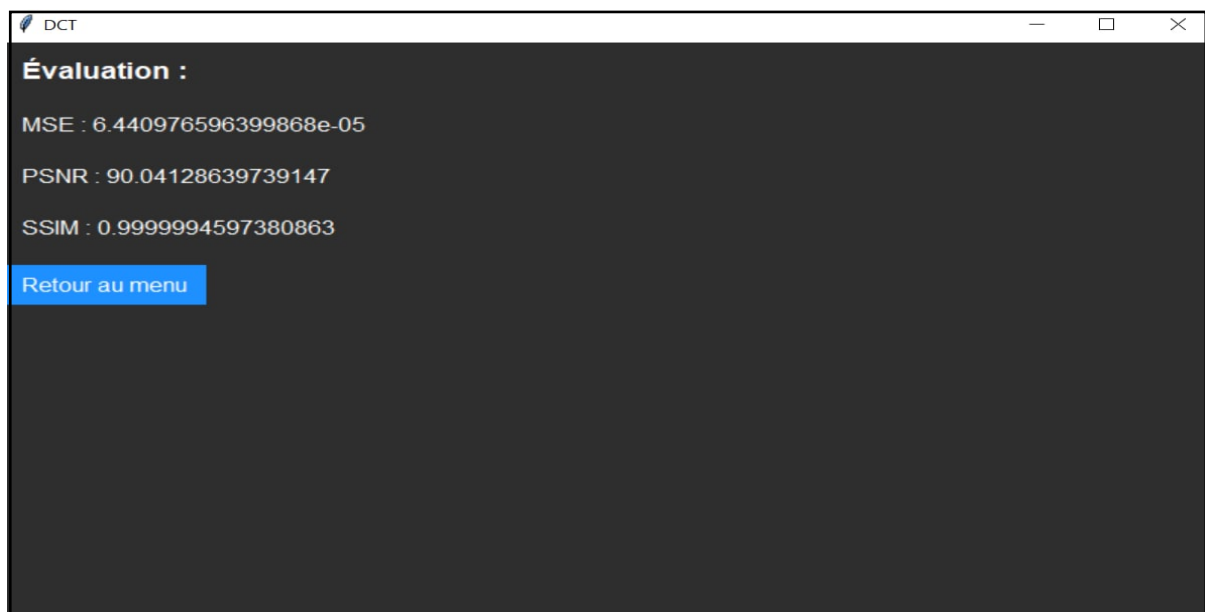 DCT
Évaluation :
MSE : 6.440976596399868e-05
PSNR : 90.04128639739147
SSIM : 0.9999994597380863
Retour au menu